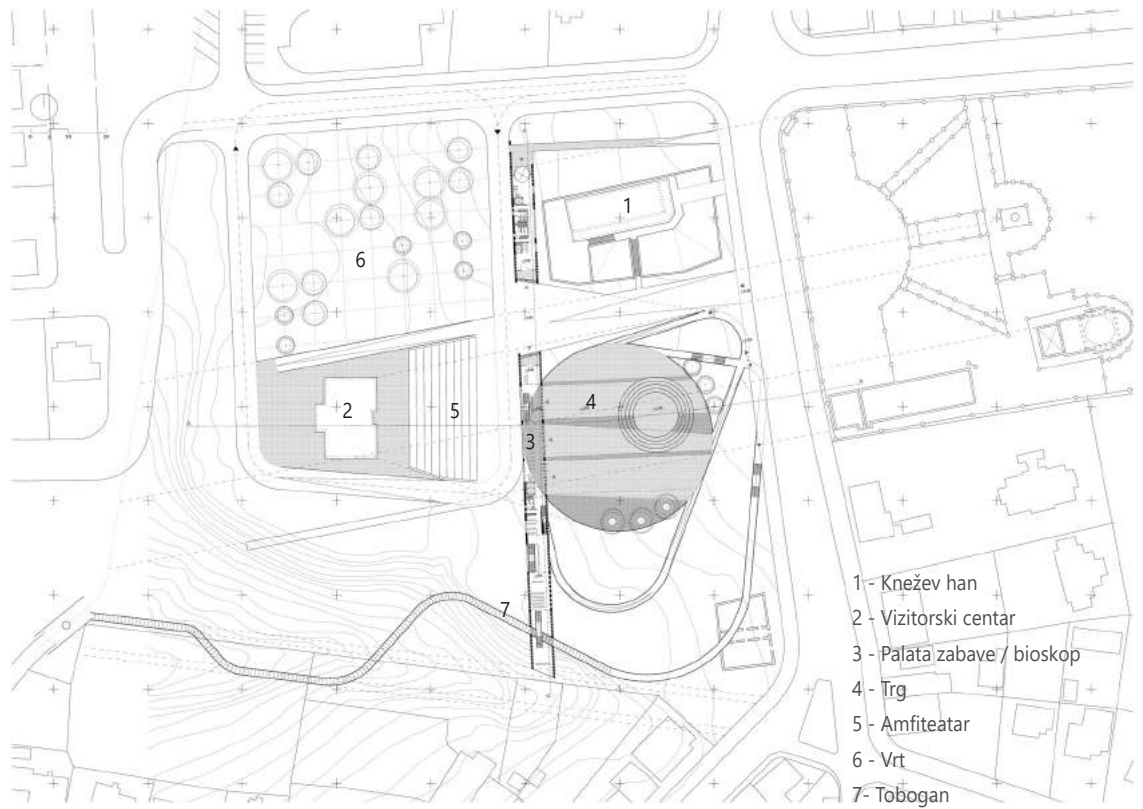 1
6
2
5
4
3
7
1 - Knežev han
2 - Vizitorski centar
3 - Palata zabave / bioskop
4 - Trg
5 - Amfiteatar
6 - Vrt
7- Tobogan